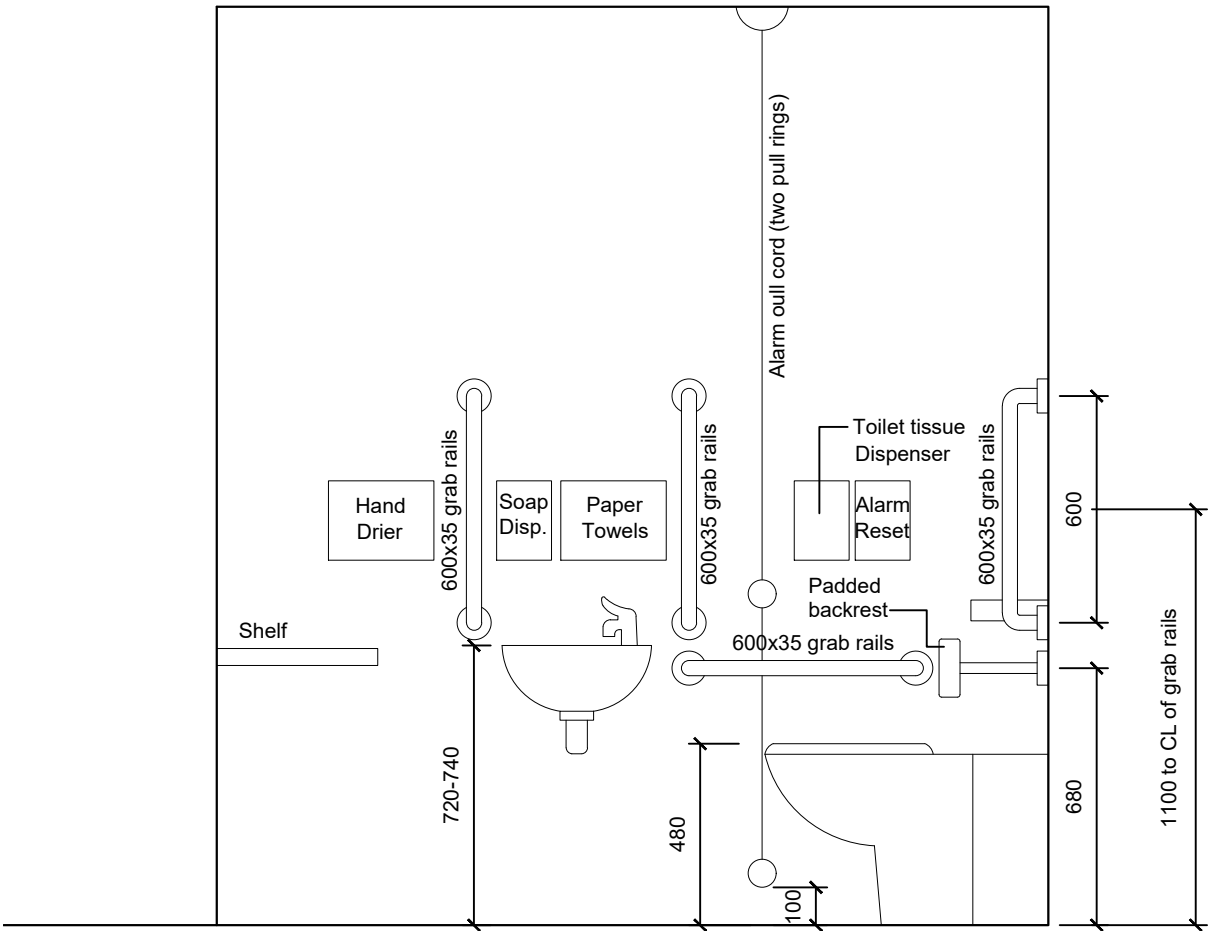 Alarm oull cord (two pull rings)
Toilet tissue
Dispenser
Hand
Drier
600x35 grab rails
Soap
Disp.
Paper
Towels
600x35 grab rails
Alarm
Reset
600x35 grab rails
600
Padded
backrest
Shelf
600x35 grab rails
1100 to CL of grab rails
720-740
480
680
100